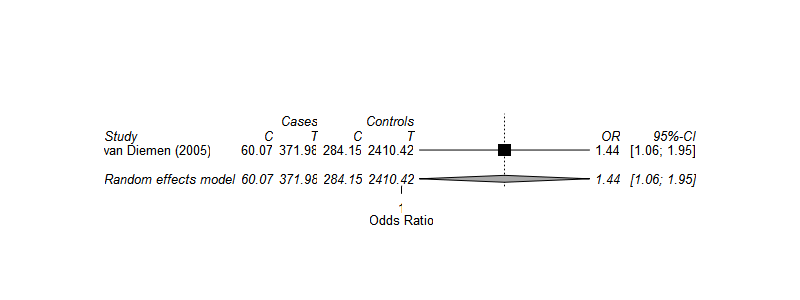 Cases Controls
Study C T C T OR 95%-CI
van Diemen (2005) 60.07 371.98 284.15 2410.42 1.44 [1.06; 1.95]
Random effects model 60.07 371.98 284.15 2410.42 1.44 [1.06; 1.95]
1
Odds Ratio